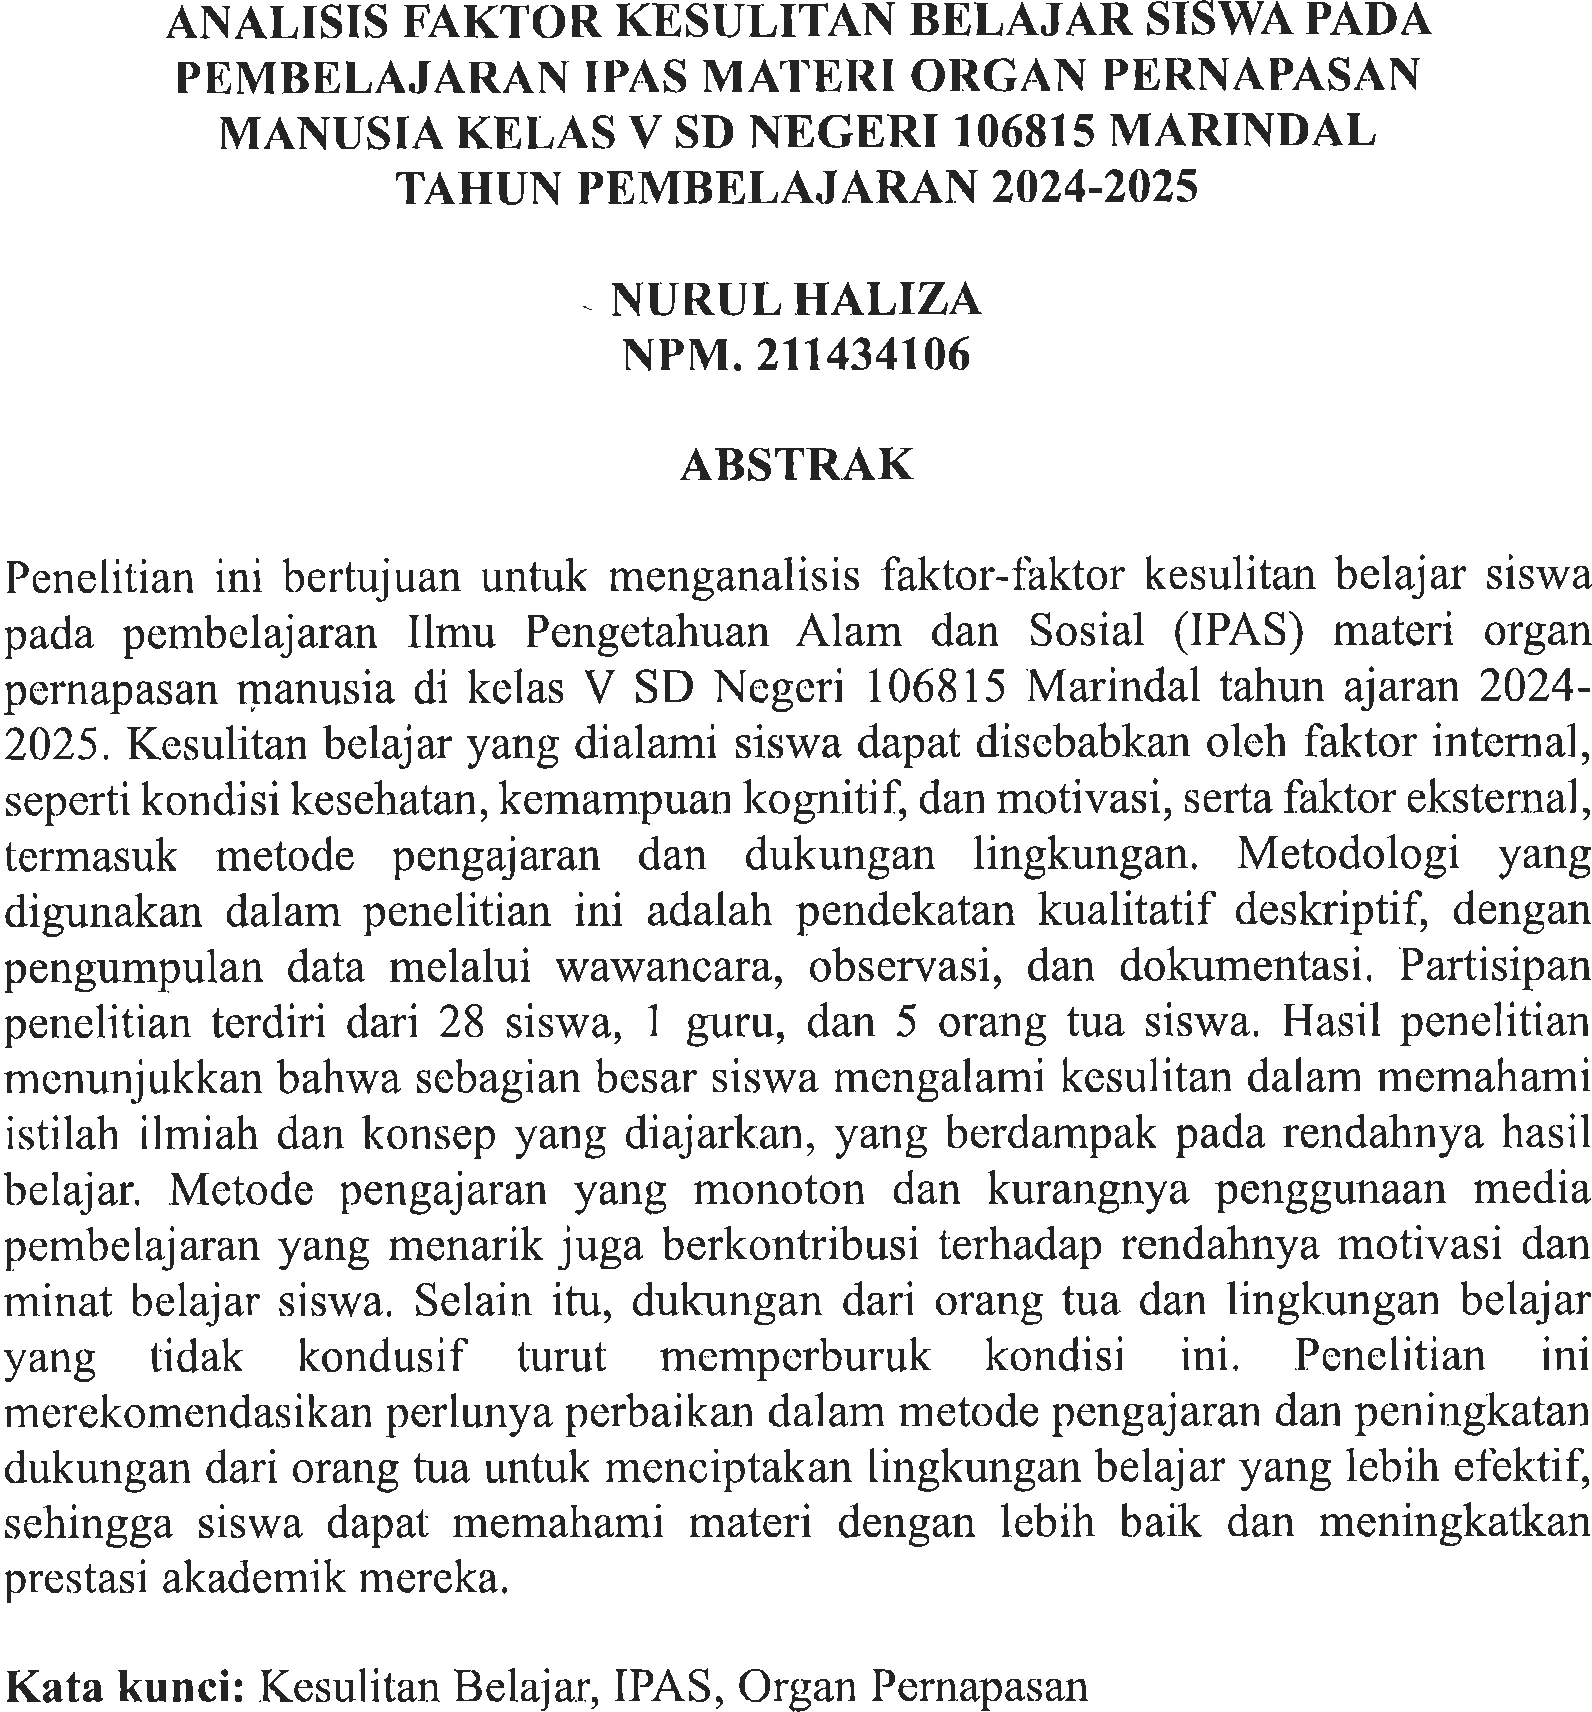 ANALISIS FAKTOR KESULITAN BELAJAR SISWA PADA
PEMBELAJARAN IPAS MATERI ORGAN PERNAPASAN
MANUSIA KELAS V SD NEGERI 106815 MARINDAL
TAHUN PEMBELAJARAN 2024-2025
NURUL HALIZA
NPM. 211434106
ABSTRAK
Penelitian ini bertujuan untuk menganalisis faktor-faktor kesulitan belajar siswa
pada pembelajaran Ilmu Pengetahuan Alam dan Sosial (IPAS) materi organ
pernapasan manusia di kelas V SD Negeri 106815 Marindal tahun ajaran 2024-
2025. Kesulitan belajar yang dialami siswa dapat disebabkan oleh faktor internal,
seperti kondisi kesehatan, kemampuan kognitif, dan motivasi, serta faktor eksternal,
termasuk metode pengajaran dan dukungan lingkungan. Metodologi yang
digunakan dalam penelitian ini adalah pendekatan kualitatif deskriptif, dengan
pengumpulan data melalui wawancara, observasi, dan dokumentasi. Partisipan
penelitian terdiri dari 28 siswa, 1 guru, dan 5 orang tua siswa. Hasil penelitian
menunjukkan bahwa sebagian besar siswa mengalami kesulitan dalam memahami
istilah ilmiah dan konsep yang diajarkan, yang berdampak pada rendahnya hasil
belajar. Metode pengajaran yang monoton dan kurangnya penggunaan media
pembelajaran yang menarik juga berkontribusi terhadap rendahnya motivasi dan
minat belajar siswa. Selain itu, dukungan dari orang tua dan lingkungan belajar
yang tidak kondusif turut memperburuk kondisi ini. Penelitian ini
merekomendasikan perlunya perbaikan dalam metode pengajaran dan peningkatan
dukungan dari orang tua untuk menciptakan lingkungan belajar yang lebih efektif,
sehingga siswa dapat memahami materi dengan lebih baik dan meningkatkan
prestasi akademik mereka.
Kata kunci: Kesulitan Belajar, IPAS, Organ Pernapasan